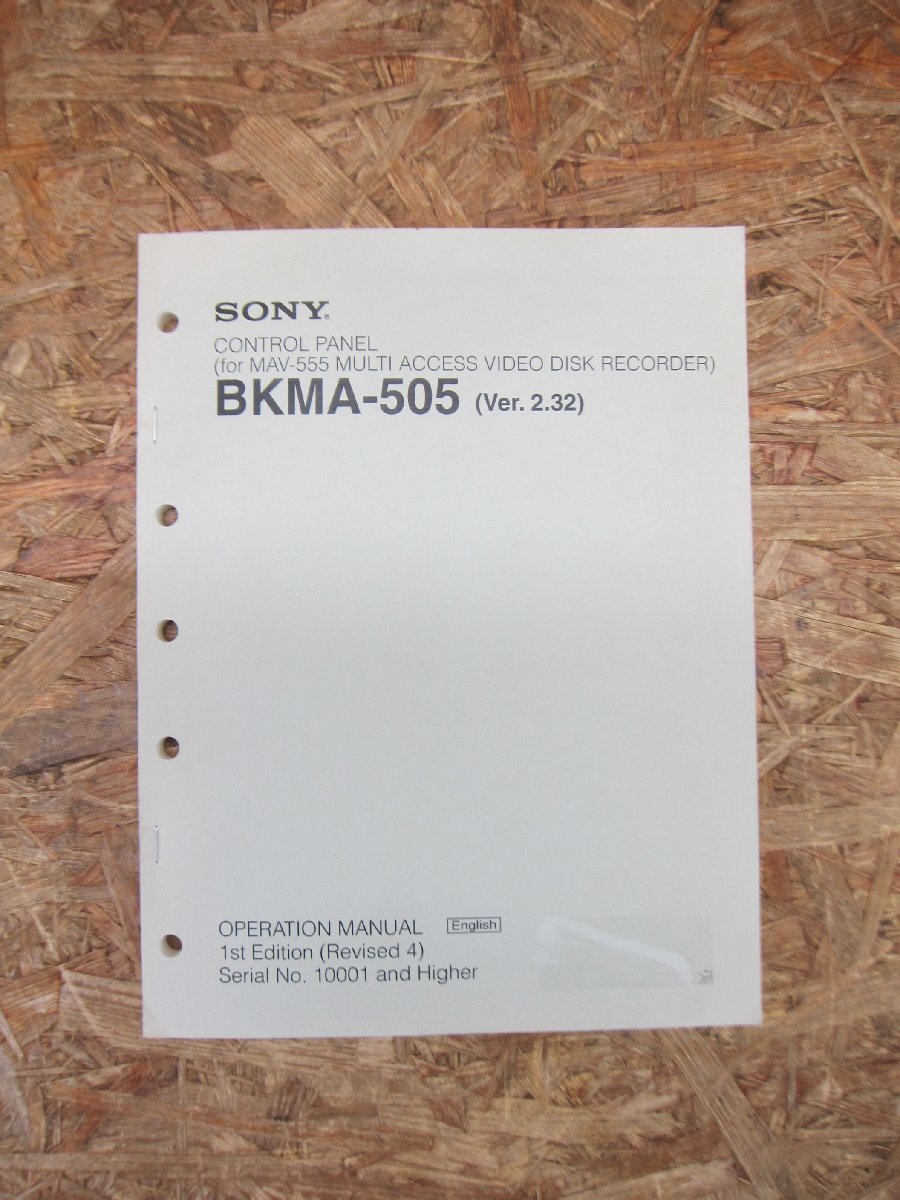 SONY®
CONTROL PANEL
(for MAV-555 MULTI ACCESS VIDEO DISK RECORDER)
BKMA-505 (Ver. 2.32)
OPERATION MANUAL English
1st Edition (Revised 4)
Serial No. 10001 and Higher